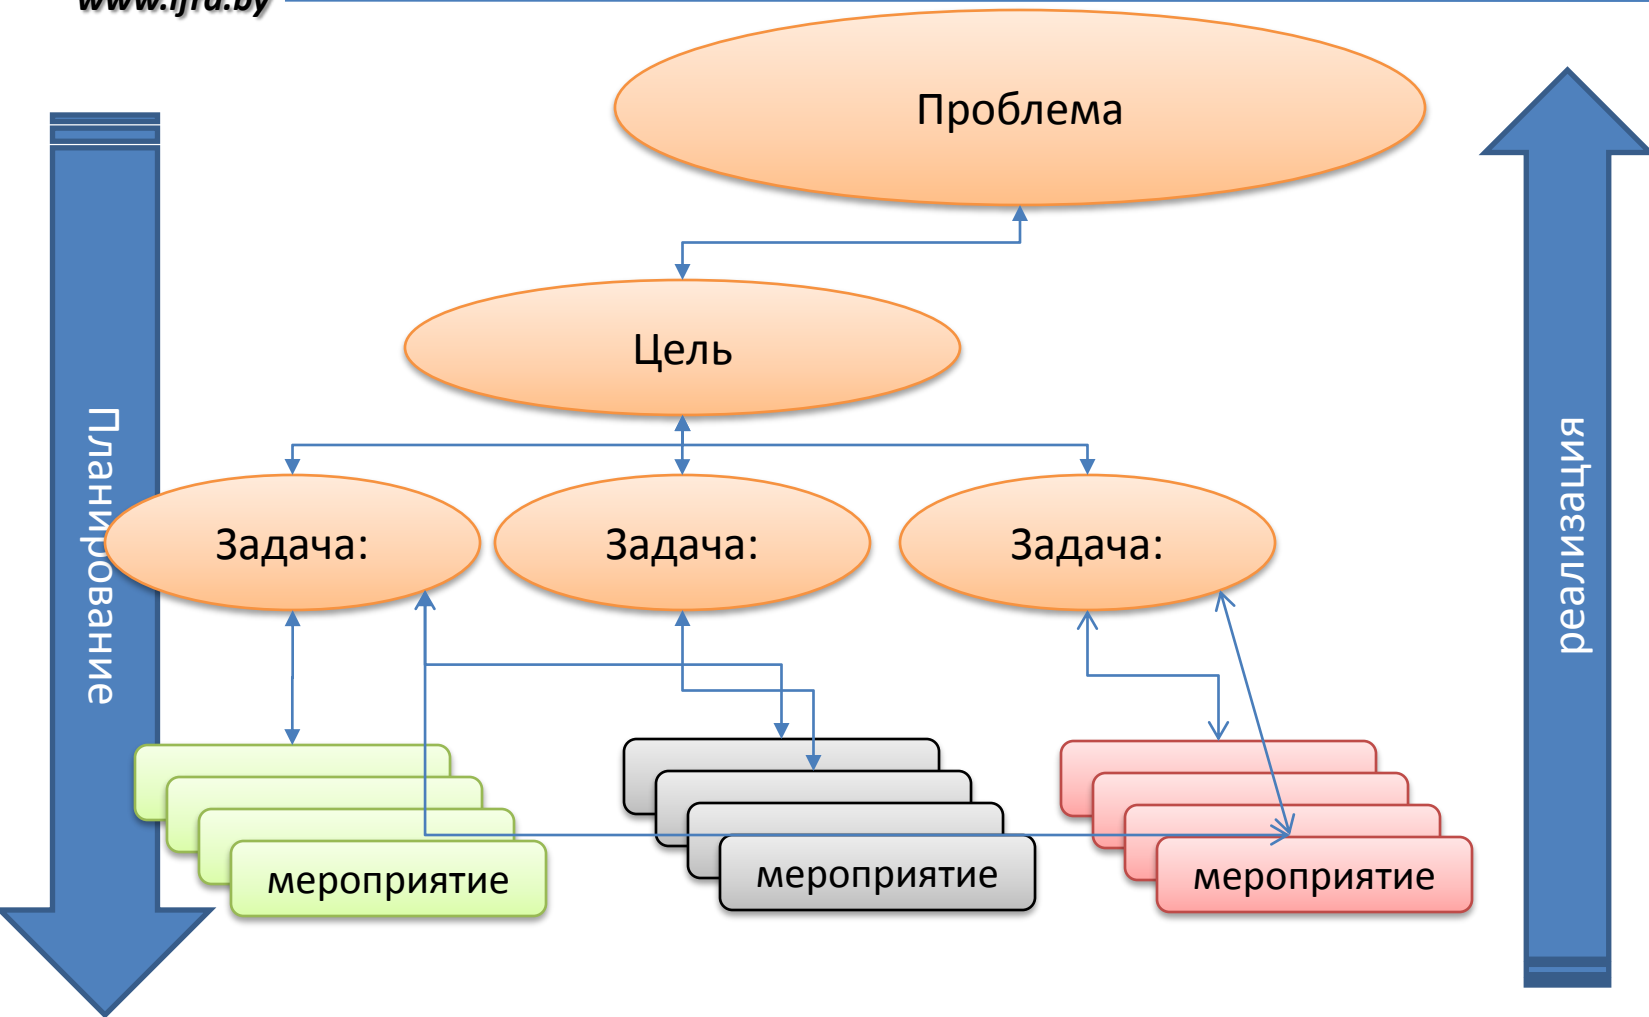 Проблема
Цель
Планирование
реализация
Задача:
Задача:
Задача:
мероприятие
мероприятие
мероприятие